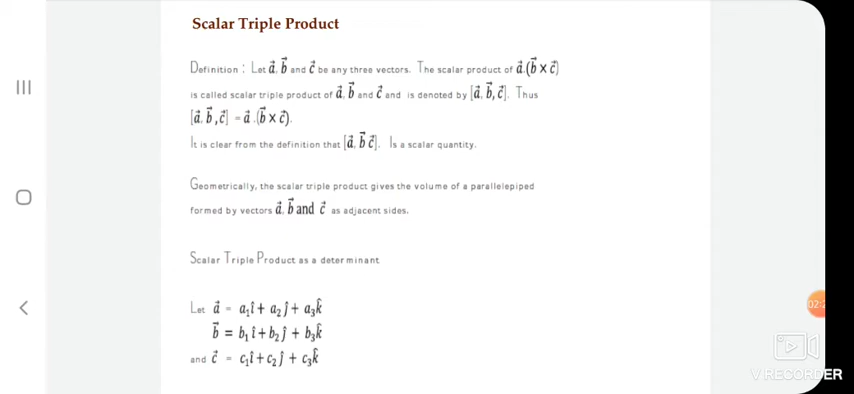 Scalar Triple Product
Definition : Let a⃗, b⃗ and c⃗ be any three vectors. The scalar product of a⃗.(b⃗ × c⃗)
is called scalar triple product of a⃗, b⃗ and c⃗ and is denoted by [a⃗, b⃗, c⃗]. Thus
[a⃗, b⃗ ,c⃗] = a⃗ .(b⃗ × c⃗).
It is clear from the definition that [a⃗, b⃗ c⃗]. Is a scalar quantity.
Geometrically, the scalar triple product gives the volume of a parallelepiped
formed by vectors a⃗, b⃗ and c⃗ as adjacent sides.
Scalar Triple Product as a determinant
Let a⃗ = a₁î + a₂ĵ + a₃k̂
b⃗ = b₁î + b₂ĵ + b₃k̂
and c⃗ = c₁î + c₂ĵ + c₃k̂
V RECORDER